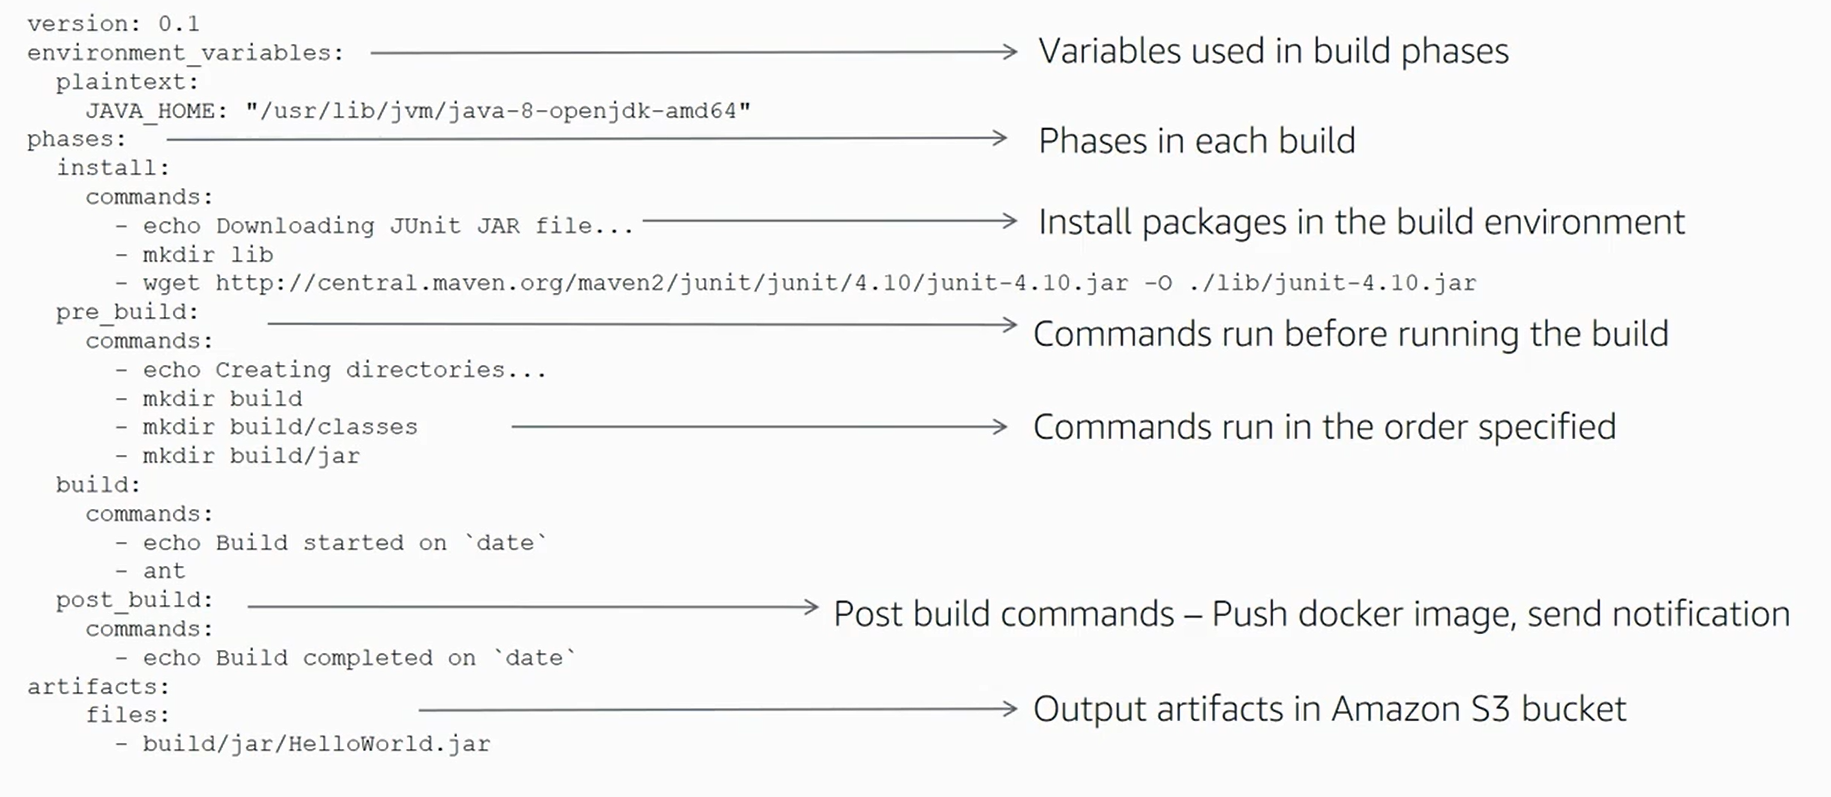 version: 0.1
environment_variables:
Variables used in build phases
plaintext:
JAVA_HOME: "/usr/lib/jvm/java-8-openjdk-amd64"
phases:
Phases in each build
install:
commands:
- echo Downloading JUnit JAR file...
Install packages in the build environment
- mkdir lib
- wget http://central.maven.org/maven2/junit/junit/4.10/junit-4.10.jar -O ./lib/junit-4.10.jar
pre_build:
Commands run before running the build
commands:
- echo Creating directories...
- mkdir build
- mkdir build/classes
Commands run in the order specified
- mkdir build/jar
build:
commands:
- echo Build started on `date`
- ant
post_build:
Post build commands – Push docker image, send notification
commands:
- echo Build completed on `date`
artifacts:
files:
Output artifacts in Amazon S3 bucket
- build/jar/HelloWorld.jar